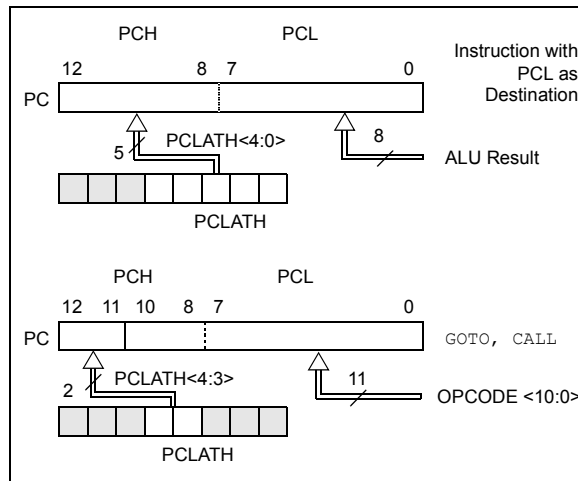 PCH PCL
Instruction with
PCL as
Destination
12 8 7 0
PC
5 PCLATH<4:0> 8
ALU Result
PCLATH
PCH PCL
12 11 10 8 7 0
PC GOTO, CALL
2 PCLATH<4:3> 11
OPCODE <10:0>
PCLATH